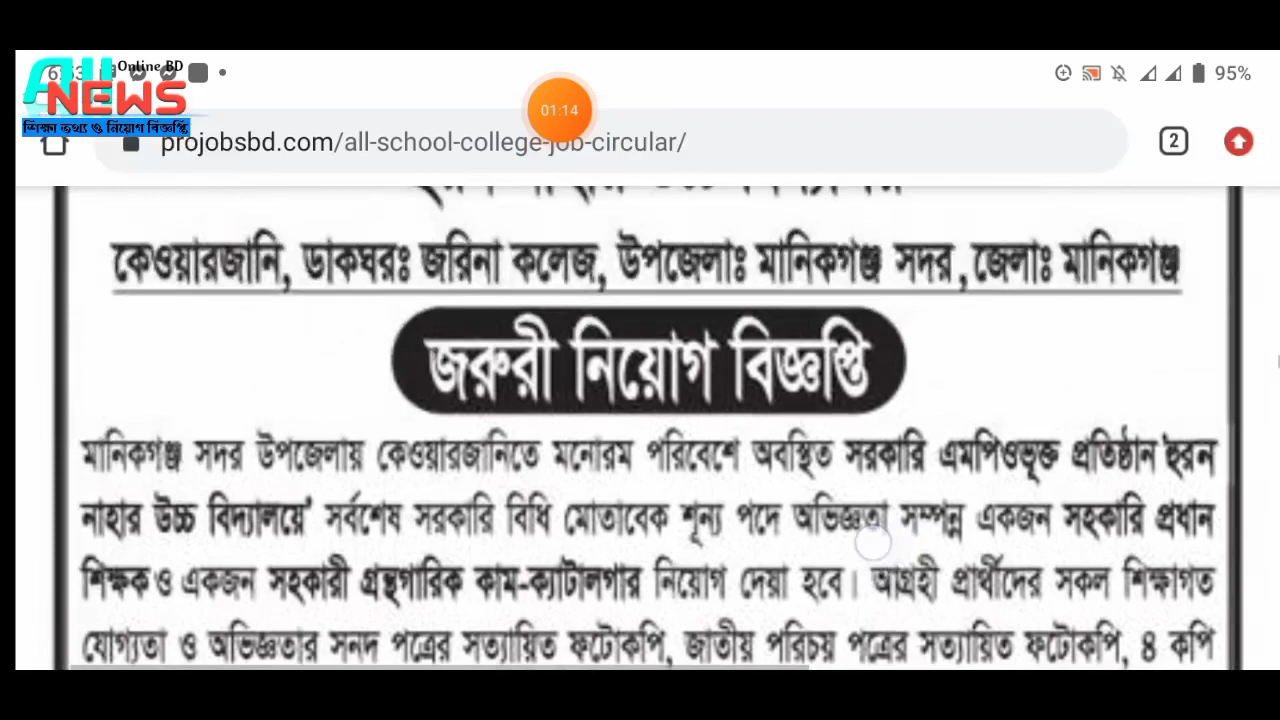 Online BD
ALL
NEWS
শিক্ষা তথ্য ও নিয়োগ বিজ্ঞপ্তি
95%
01:14
projobsbd.com/all-school-college-job-circular/
2
কেওয়ারজানি, ডাকঘরঃ জরিনা কলেজ, উপজেলাঃ মানিকগঞ্জ সদর, জেলাঃ মানিকগঞ্জ
জরুরী নিয়োগ বিজ্ঞপ্তি
মানিকগঞ্জ সদর উপজেলায় কেওয়ারজানিতে মনোরম পরিবেশে অবস্থিত সরকারি এমপিওভূক্ত প্রতিষ্ঠান 'হুরন
নাহার উচ্চ বিদ্যালয়ে' সর্বশেষ সরকারি বিধি মোতাবেক শূন্য পদে অভিজ্ঞতা সম্পন্ন একজন সহকারি প্রধান
শিক্ষক ও একজন সহকারী গ্রন্থগারিক কাম-ক্যাটালগার নিয়োগ দেয়া হবে। আগ্রহী প্রার্থীদের সকল শিক্ষাগত
যোগ্যতা ও অভিজ্ঞতার সনদ পত্রের সত্যায়িত ফটোকপি, জাতীয় পরিচয় পত্রের সত্যায়িত ফটোকপি, ৪ কপি